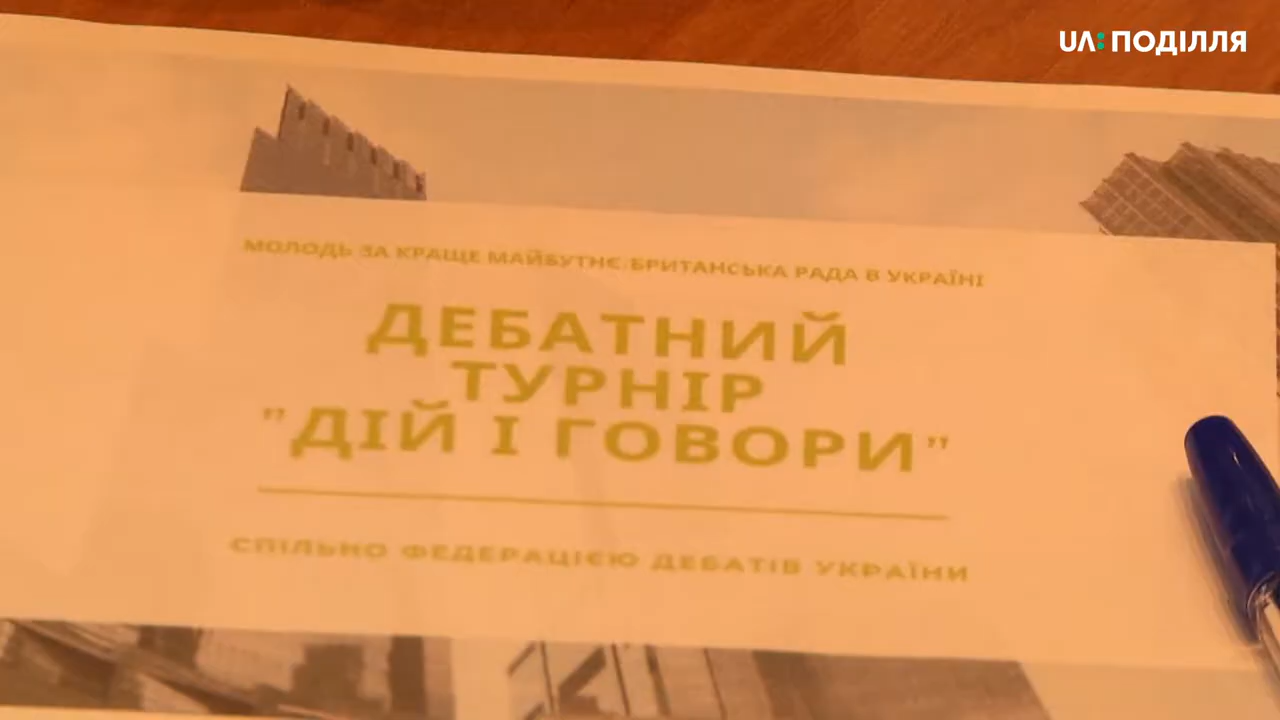 UA: ПОДІЛЛЯ
МОЛОДЬ ЗА КРАЩЕ МАЙБУТНЄ/БРИТАНСЬКА РАДА В УКРАЇНІ
ДЕБАТНИЙ
ТУРНІР
"ДІЙ І ГОВОРИ"
СПІЛЬНО ФЕДЕРАЦІЄЮ ДЕБАТІВ УКРАЇНИ